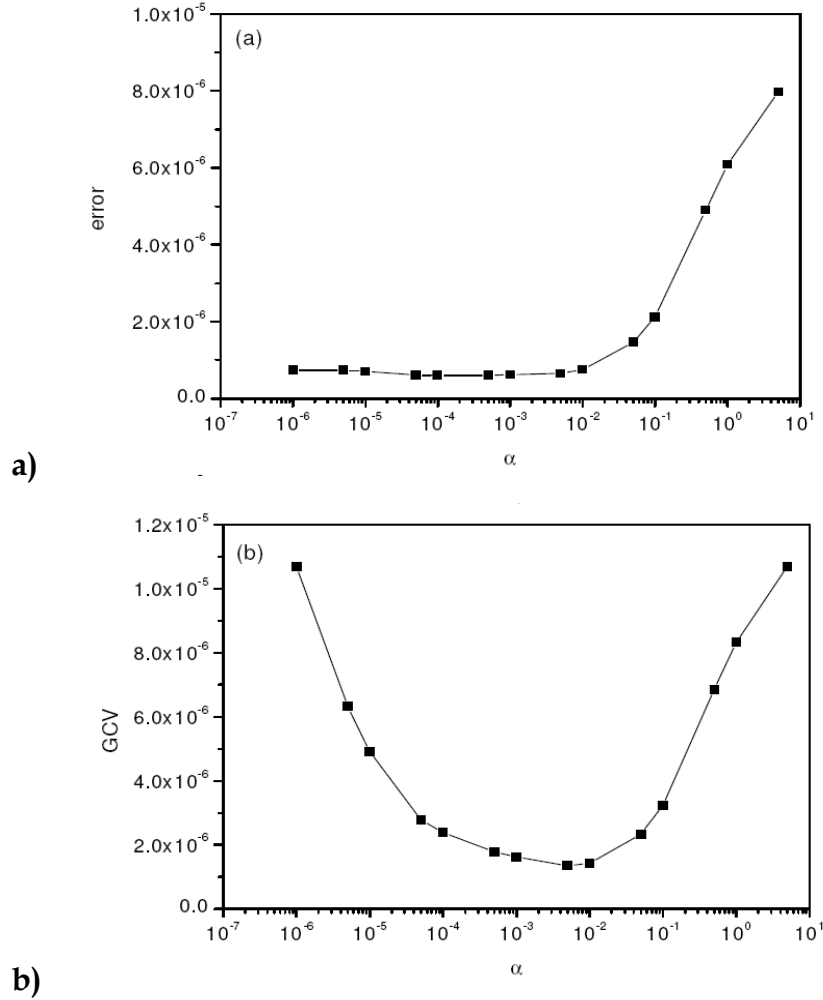 1.0x10⁻⁵
(a)
8.0x10⁻⁶
6.0x10⁻⁶
error
4.0x10⁻⁶
2.0x10⁻⁶
0.0
10⁻⁷ 10⁻⁶ 10⁻⁵ 10⁻⁴ 10⁻³ 10⁻² 10⁻¹ 10⁰ 10¹
α
a)
1.2x10⁻⁵
(b)
1.0x10⁻⁵
8.0x10⁻⁶
GCV
6.0x10⁻⁶
4.0x10⁻⁶
2.0x10⁻⁶
0.0
10⁻⁷ 10⁻⁶ 10⁻⁵ 10⁻⁴ 10⁻³ 10⁻² 10⁻¹ 10⁰ 10¹
α
b)